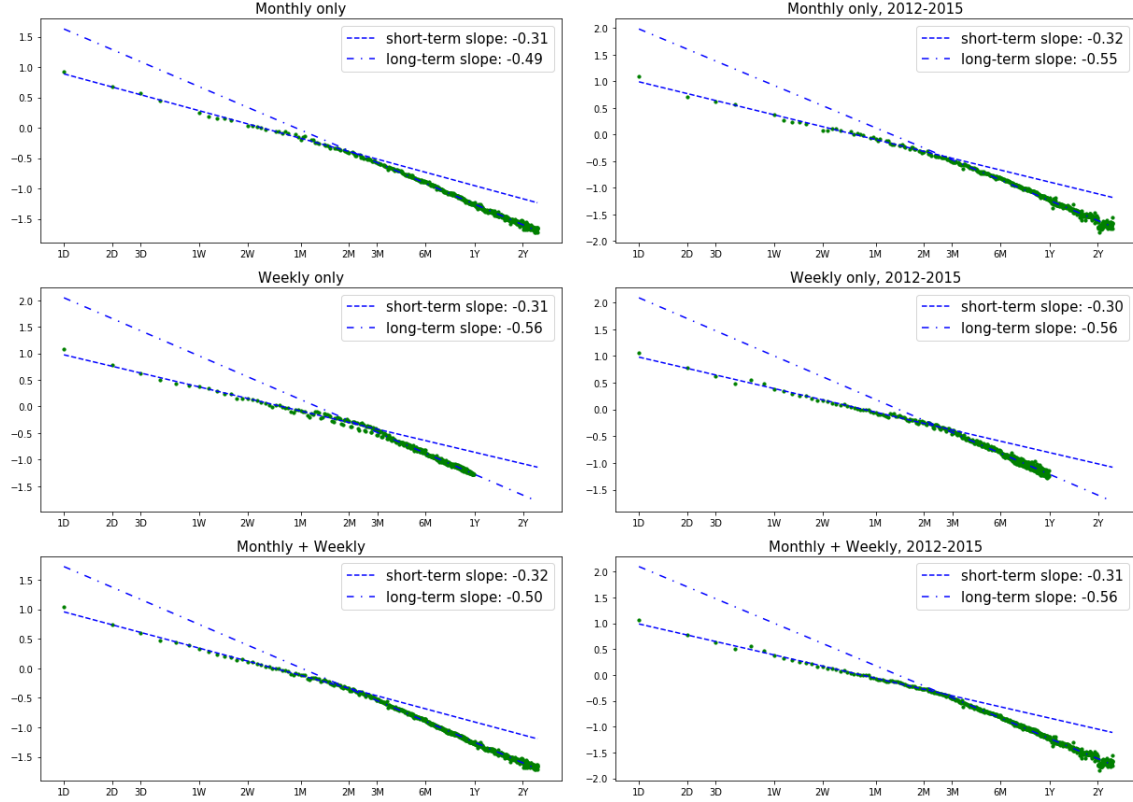 Monthly only
short-term slope: -0.31
long-term slope: -0.49
1.5
1.0
0.5
0.0
−0.5
−1.0
−1.5
1D 2D 3D 1W 2W 1M 2M 3M 6M 1Y 2Y
Monthly only, 2012-2015
short-term slope: -0.32
long-term slope: -0.55
2.0
1.5
1.0
0.5
0.0
−0.5
−1.0
−1.5
−2.0
1D 2D 3D 1W 2W 1M 2M 3M 6M 1Y 2Y
Weekly only
short-term slope: -0.31
long-term slope: -0.56
2.0
1.5
1.0
0.5
0.0
−0.5
−1.0
−1.5
1D 2D 3D 1W 2W 1M 2M 3M 6M 1Y 2Y
Weekly only, 2012-2015
short-term slope: -0.30
long-term slope: -0.56
2.0
1.5
1.0
0.5
0.0
−0.5
−1.0
−1.5
1D 2D 3D 1W 2W 1M 2M 3M 6M 1Y 2Y
Monthly + Weekly
short-term slope: -0.32
long-term slope: -0.50
1.5
1.0
0.5
0.0
−0.5
−1.0
−1.5
1D 2D 3D 1W 2W 1M 2M 3M 6M 1Y 2Y
Monthly + Weekly, 2012-2015
short-term slope: -0.31
long-term slope: -0.56
2.0
1.5
1.0
0.5
0.0
−0.5
−1.0
−1.5
−2.0
1D 2D 3D 1W 2W 1M 2M 3M 6M 1Y 2Y